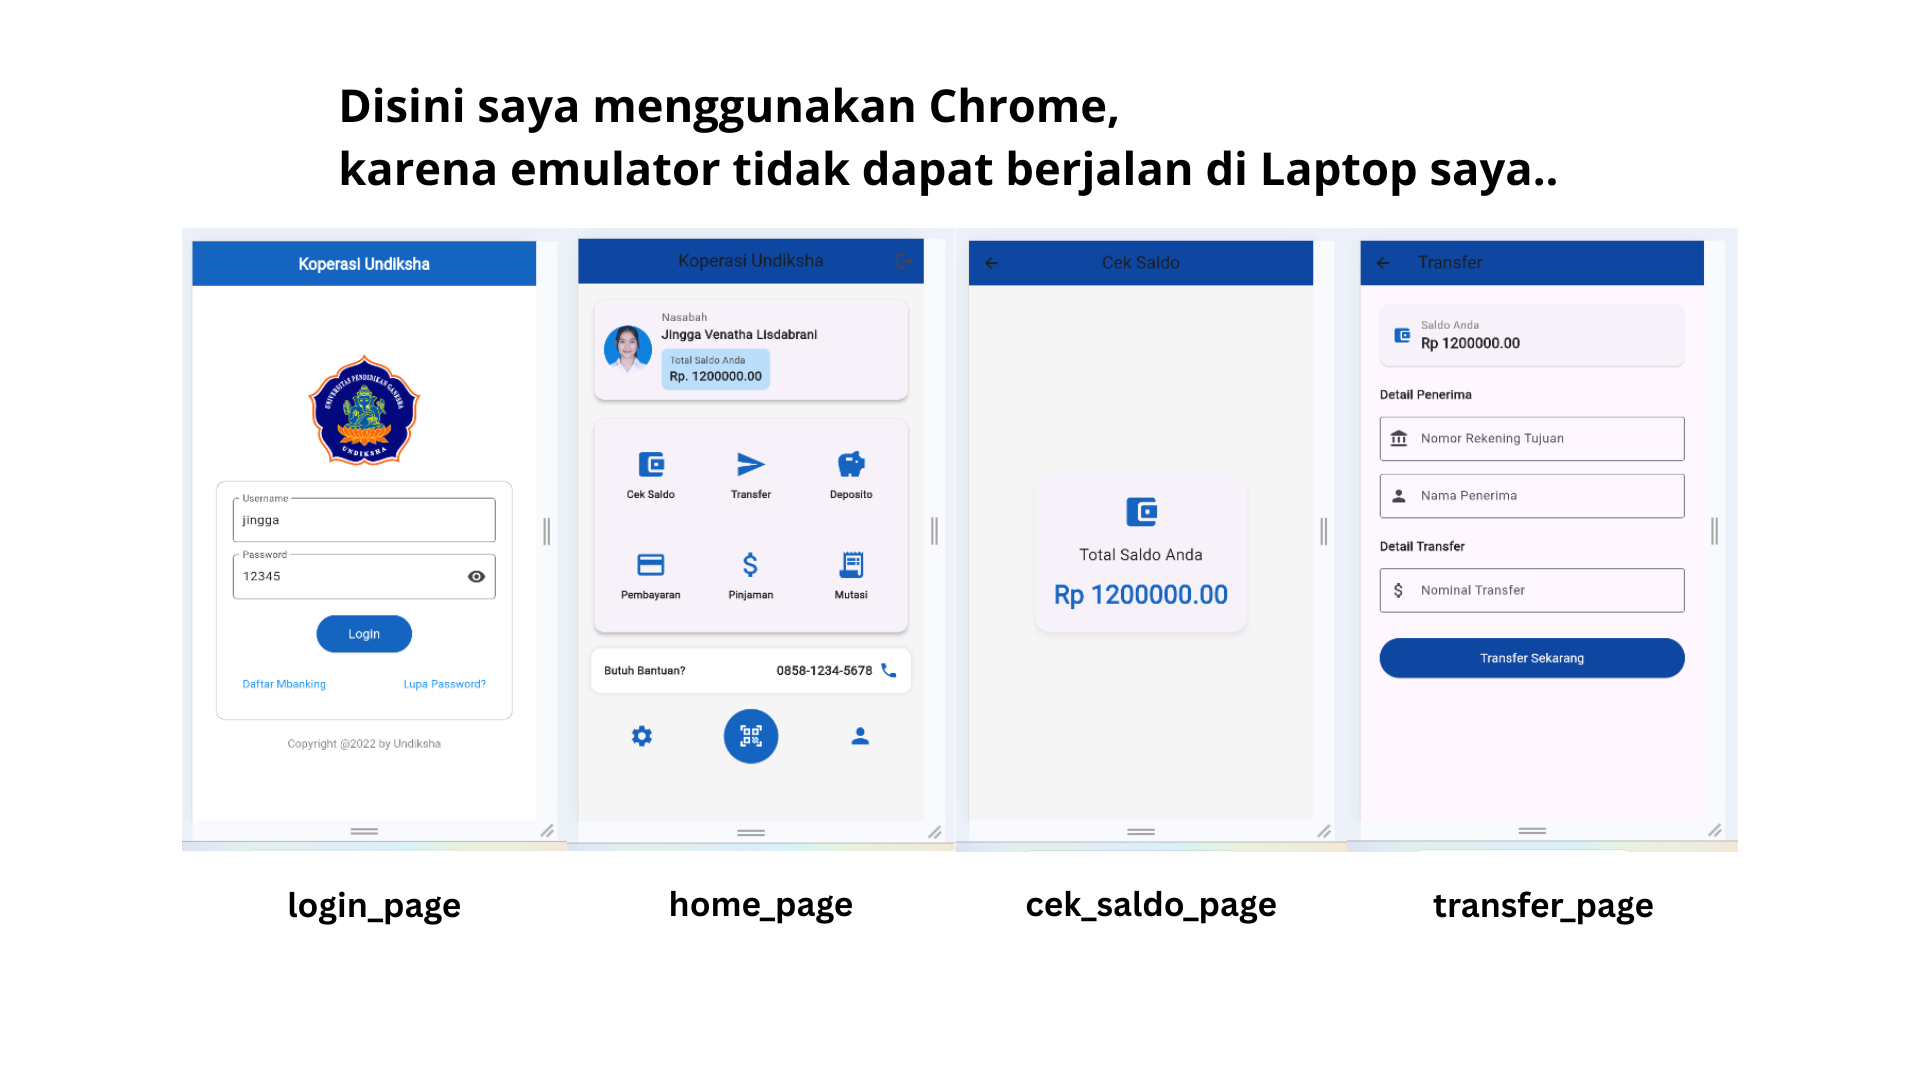 Disini saya menggunakan Chrome,
karena emulator tidak dapat berjalan di Laptop saya..
Koperasi Undiksha
UNIVERSITAS PENDIDIKAN GANESHA
UNDIKSHA
Username
jingga
Password
12345
Login
Daftar Mbanking
Lupa Password?
Copyright @2022 by Undiksha
login_page
Koperasi Undiksha
Nasabah
Jingga Venatha Lisdabrani
Total Saldo Anda
Rp. 1200000.00
Cek Saldo
Transfer
Deposito
Pembayaran
Pinjaman
Mutasi
Butuh Bantuan?
0858-1234-5678
home_page
Cek Saldo
Total Saldo Anda
Rp 1200000.00
cek_saldo_page
Transfer
Saldo Anda
Rp 1200000.00
Detail Penerima
Nomor Rekening Tujuan
Nama Penerima
Detail Transfer
Nominal Transfer
Transfer Sekarang
transfer_page